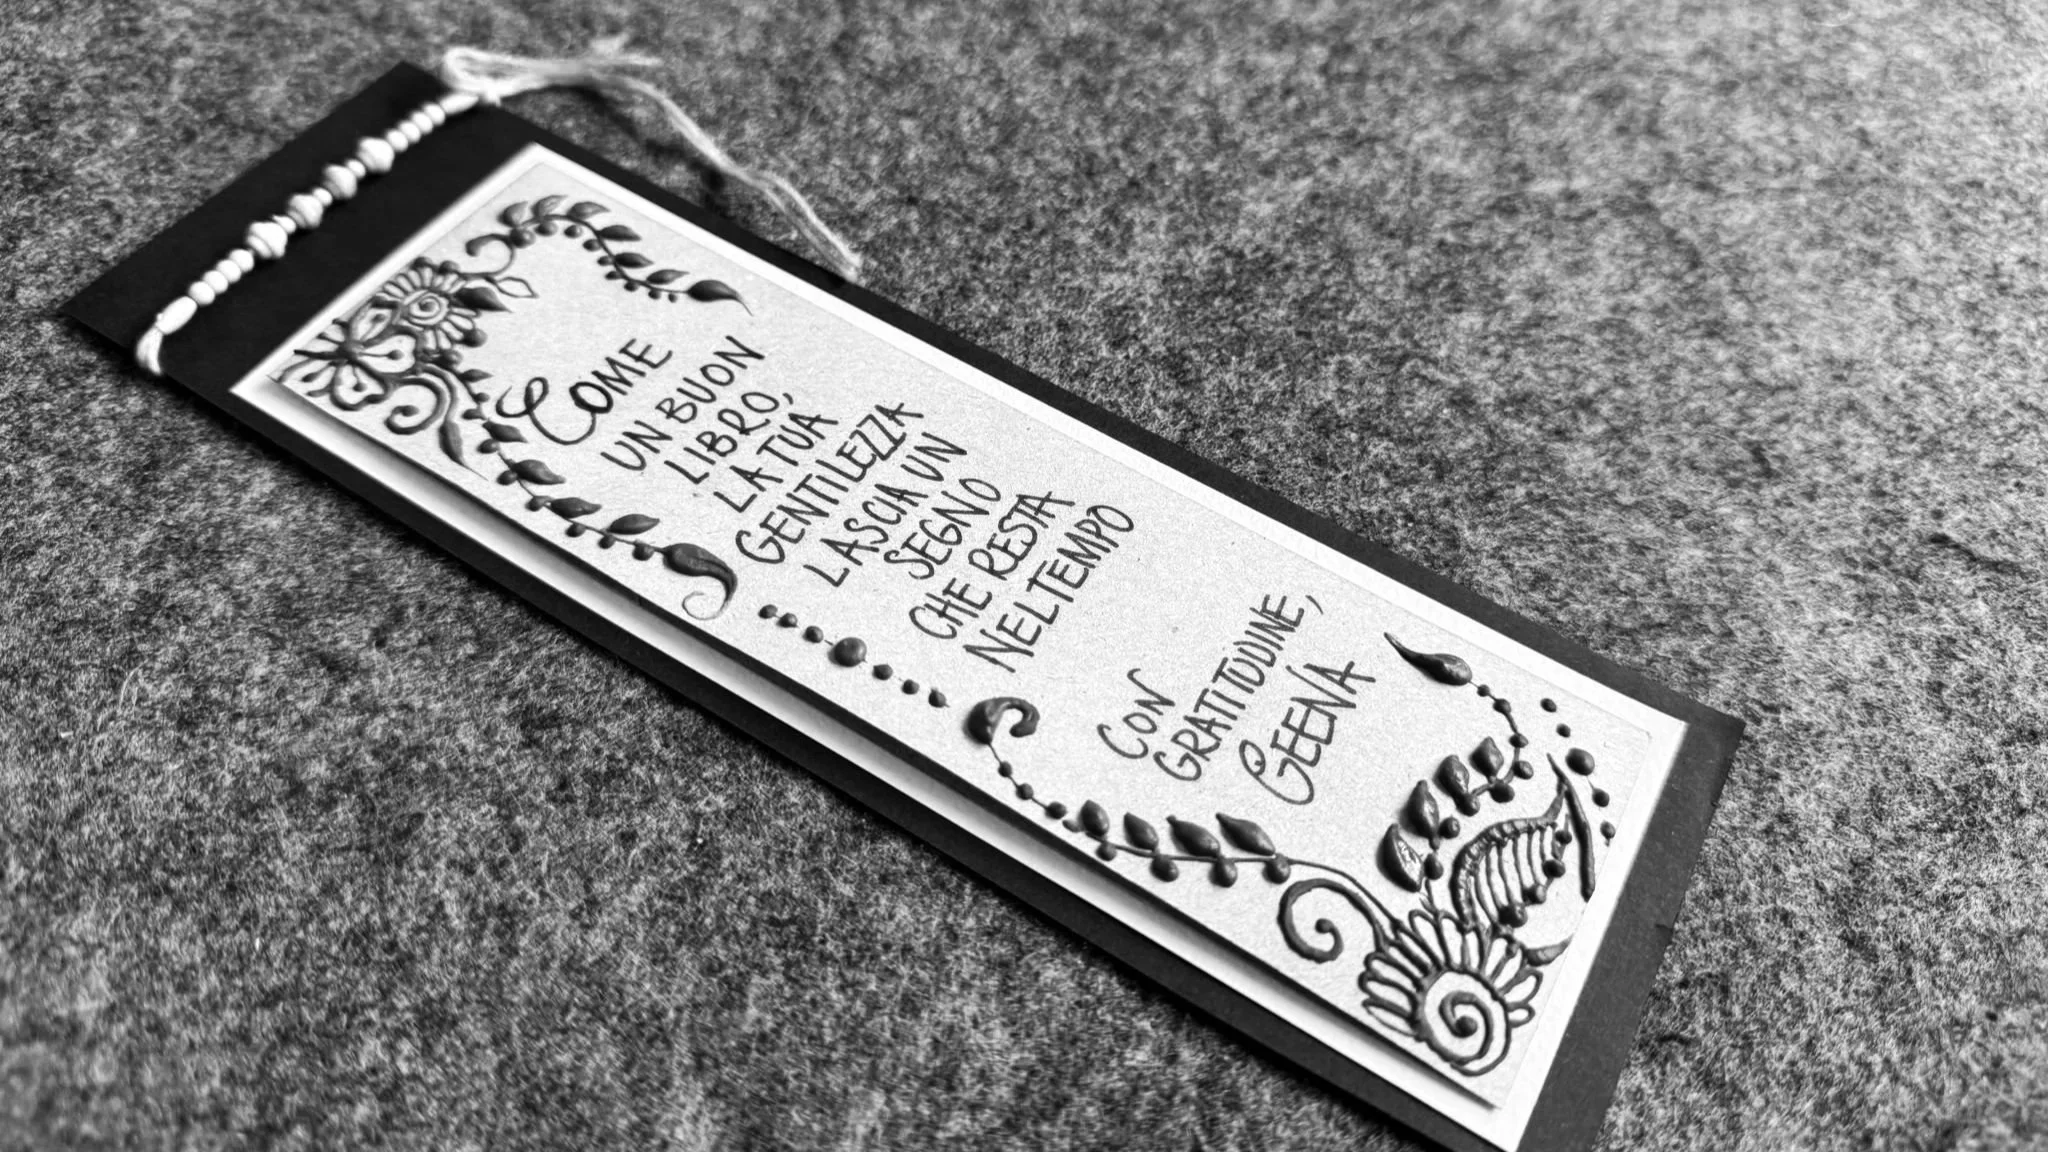 COME
UN BUON
LIBRO,
LA TUA
GENTILEZZA
LASCIA UN
SEGNO
CHE RESTA
NEL TEMPO
CON
GRATITUDINE,
GEENA